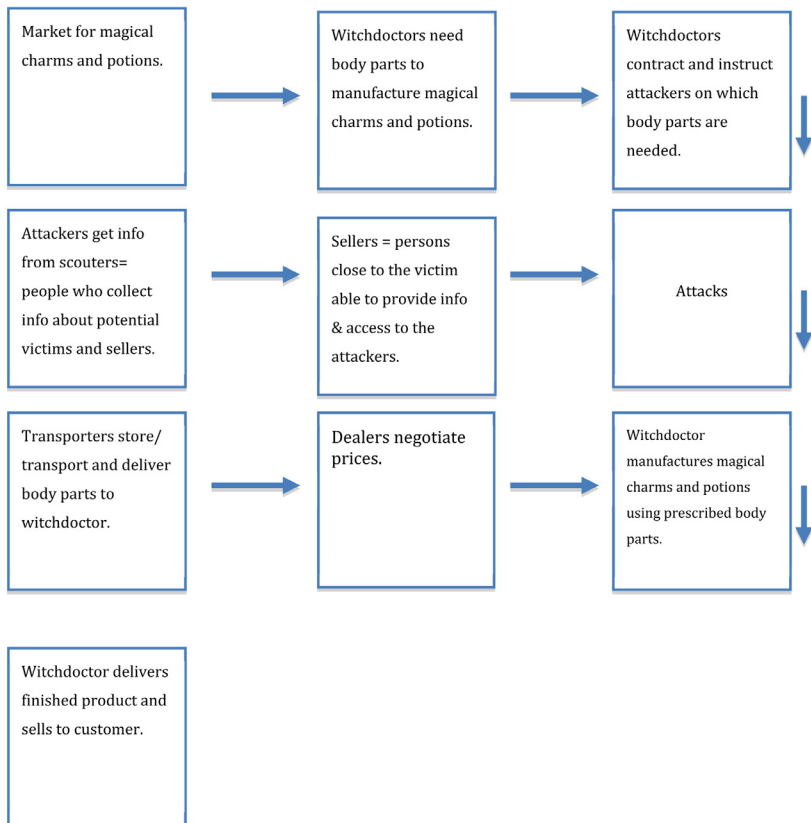 Market for magical
charms and potions.
Witchdoctors need
body parts to
manufacture magical
charms and potions.
Witchdoctors
contract and instruct
attackers on which
body parts are
needed.
Attackers get info
from scouters=
people who collect
info about potential
victims and sellers.
Sellers = persons
close to the victim
able to provide info
& access to the
attackers.
Attacks
Transporters store/
transport and deliver
body parts to
witchdoctor.
Dealers negotiate
prices.
Witchdoctor
manufactures magical
charms and potions
using prescribed body
parts.
Witchdoctor delivers
finished product and
sells to customer.